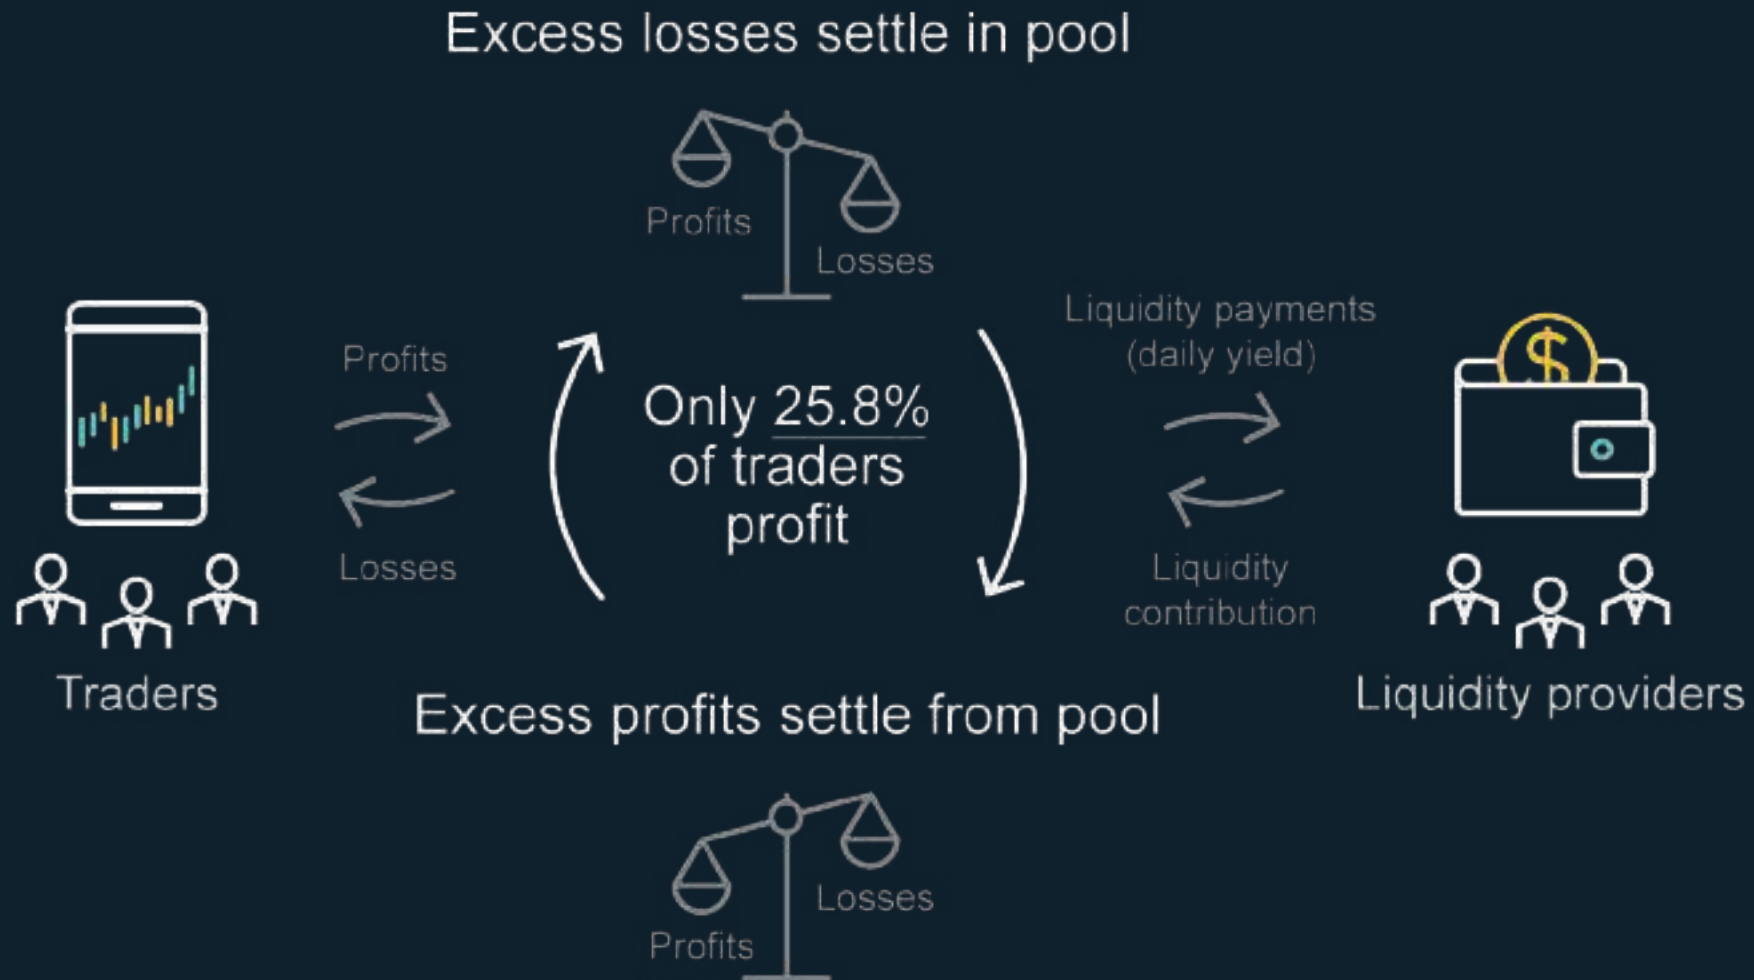 Excess losses settle in pool
Profits
Losses
Profits
Losses
Only 25.8%
of traders
profit
Liquidity payments
(daily yield)
Liquidity
contribution
$
Traders
Liquidity providers
Excess profits settle from pool
Losses
Profits